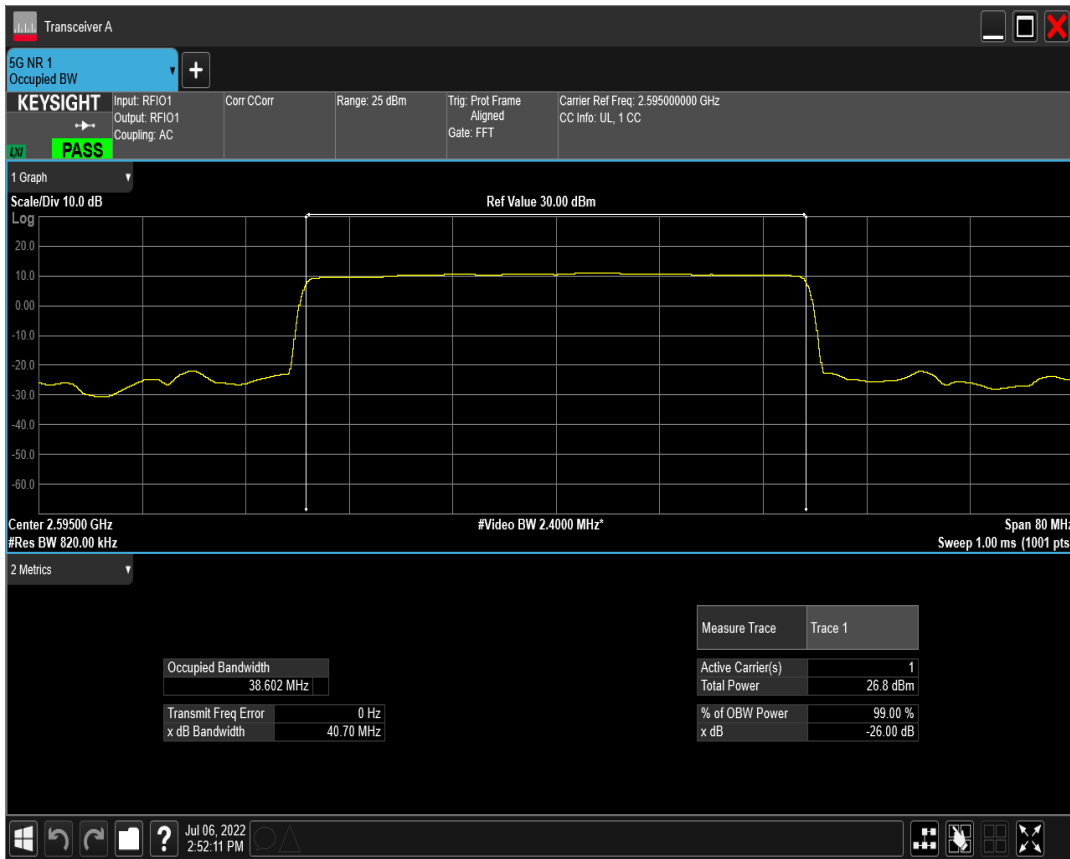 Transceiver A
5G NR 1
Occupied BW
KEYSIGHT
LXI
PASS
Input: RFIO1
Output: RFIO1
Coupling: AC
Corr CCorr
Range: 25 dBm
Trig: Prot Frame
Aligned
Gate: FFT
Carrier Ref Freq: 2.595000000 GHz
CC Info: UL, 1 CC
1 Graph
Scale/Div 10.0 dB
Ref Value 30.00 dBm
Log
20.0
10.0
0.00
-10.0
-20.0
-30.0
-40.0
-50.0
-60.0
Center 2.59500 GHz
#Video BW 2.4000 MHz*
Span 80 MHz
#Res BW 820.00 kHz
Sweep 1.00 ms (1001 pts
2 Metrics
Measure Trace Trace 1
Occupied Bandwidth
38.602 MHz
Active Carrier(s) 1
Total Power 26.8 dBm
Transmit Freq Error 0 Hz
x dB Bandwidth 40.70 MHz
% of OBW Power 99.00 %
x dB -26.00 dB
?
Jul 06, 2022
2:52:11 PM